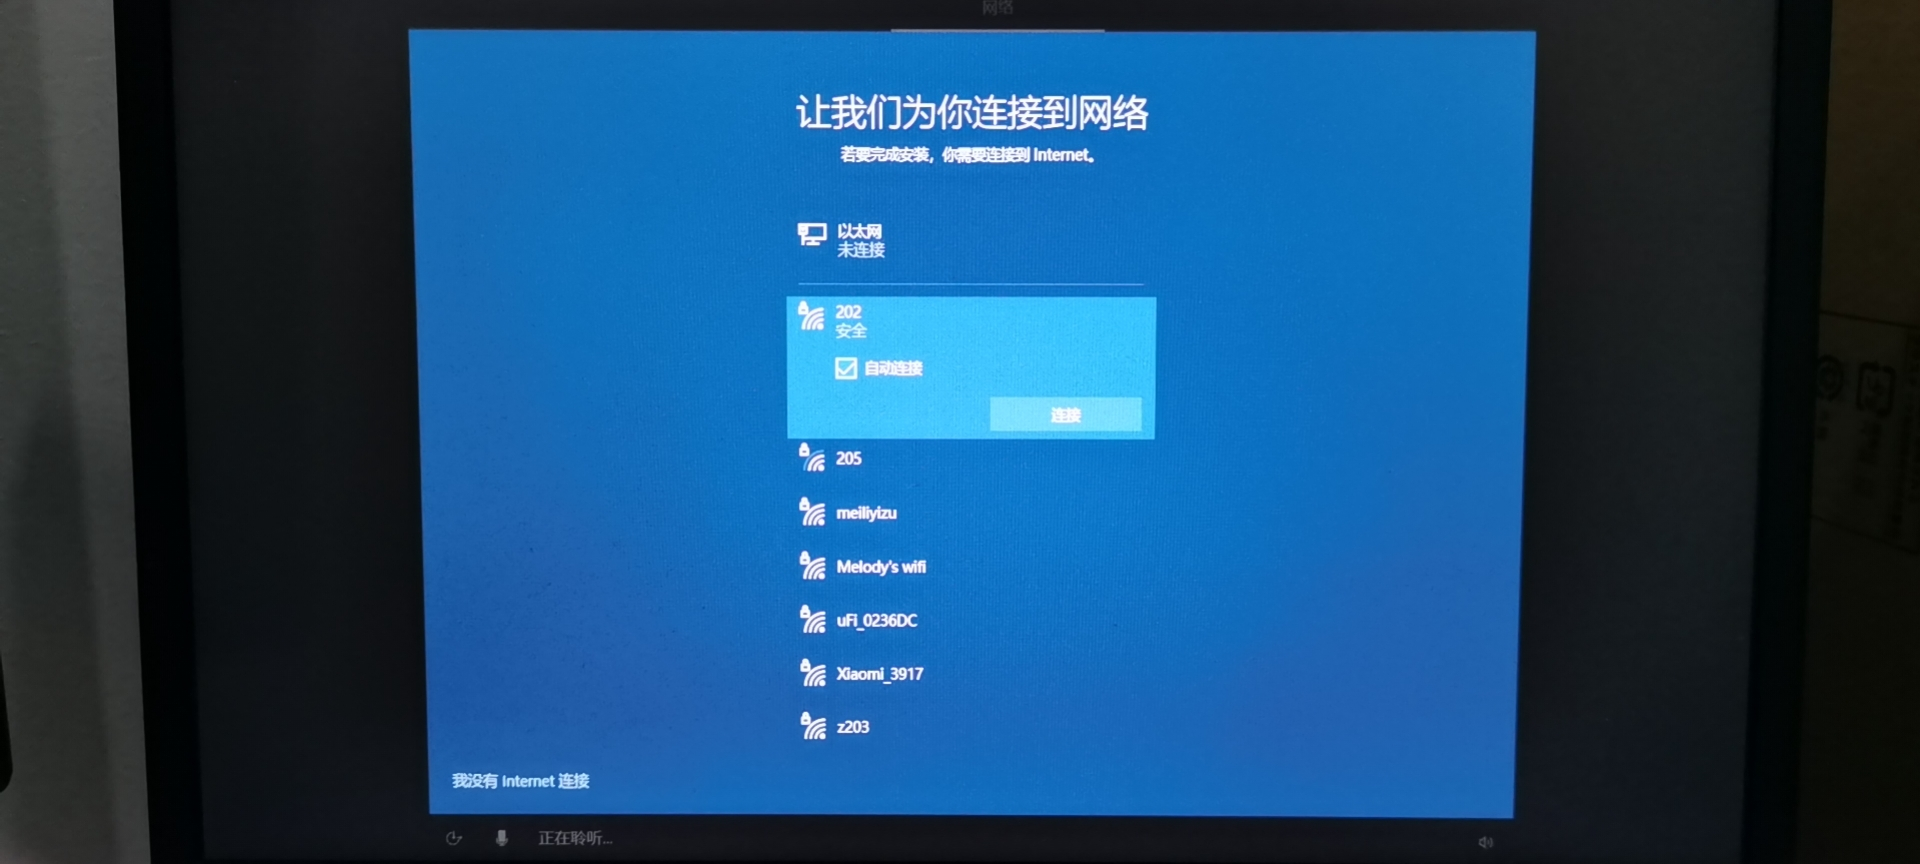 网络
让我们为你连接到网络
若要完成安装，你需要连接到 Internet。
以太网
未连接
202
安全
自动连接
连接
205
meiliyizu
Melody's wifi
uFi_0236DC
Xiaomi_3917
z203
我没有 Internet 连接
正在聆听...